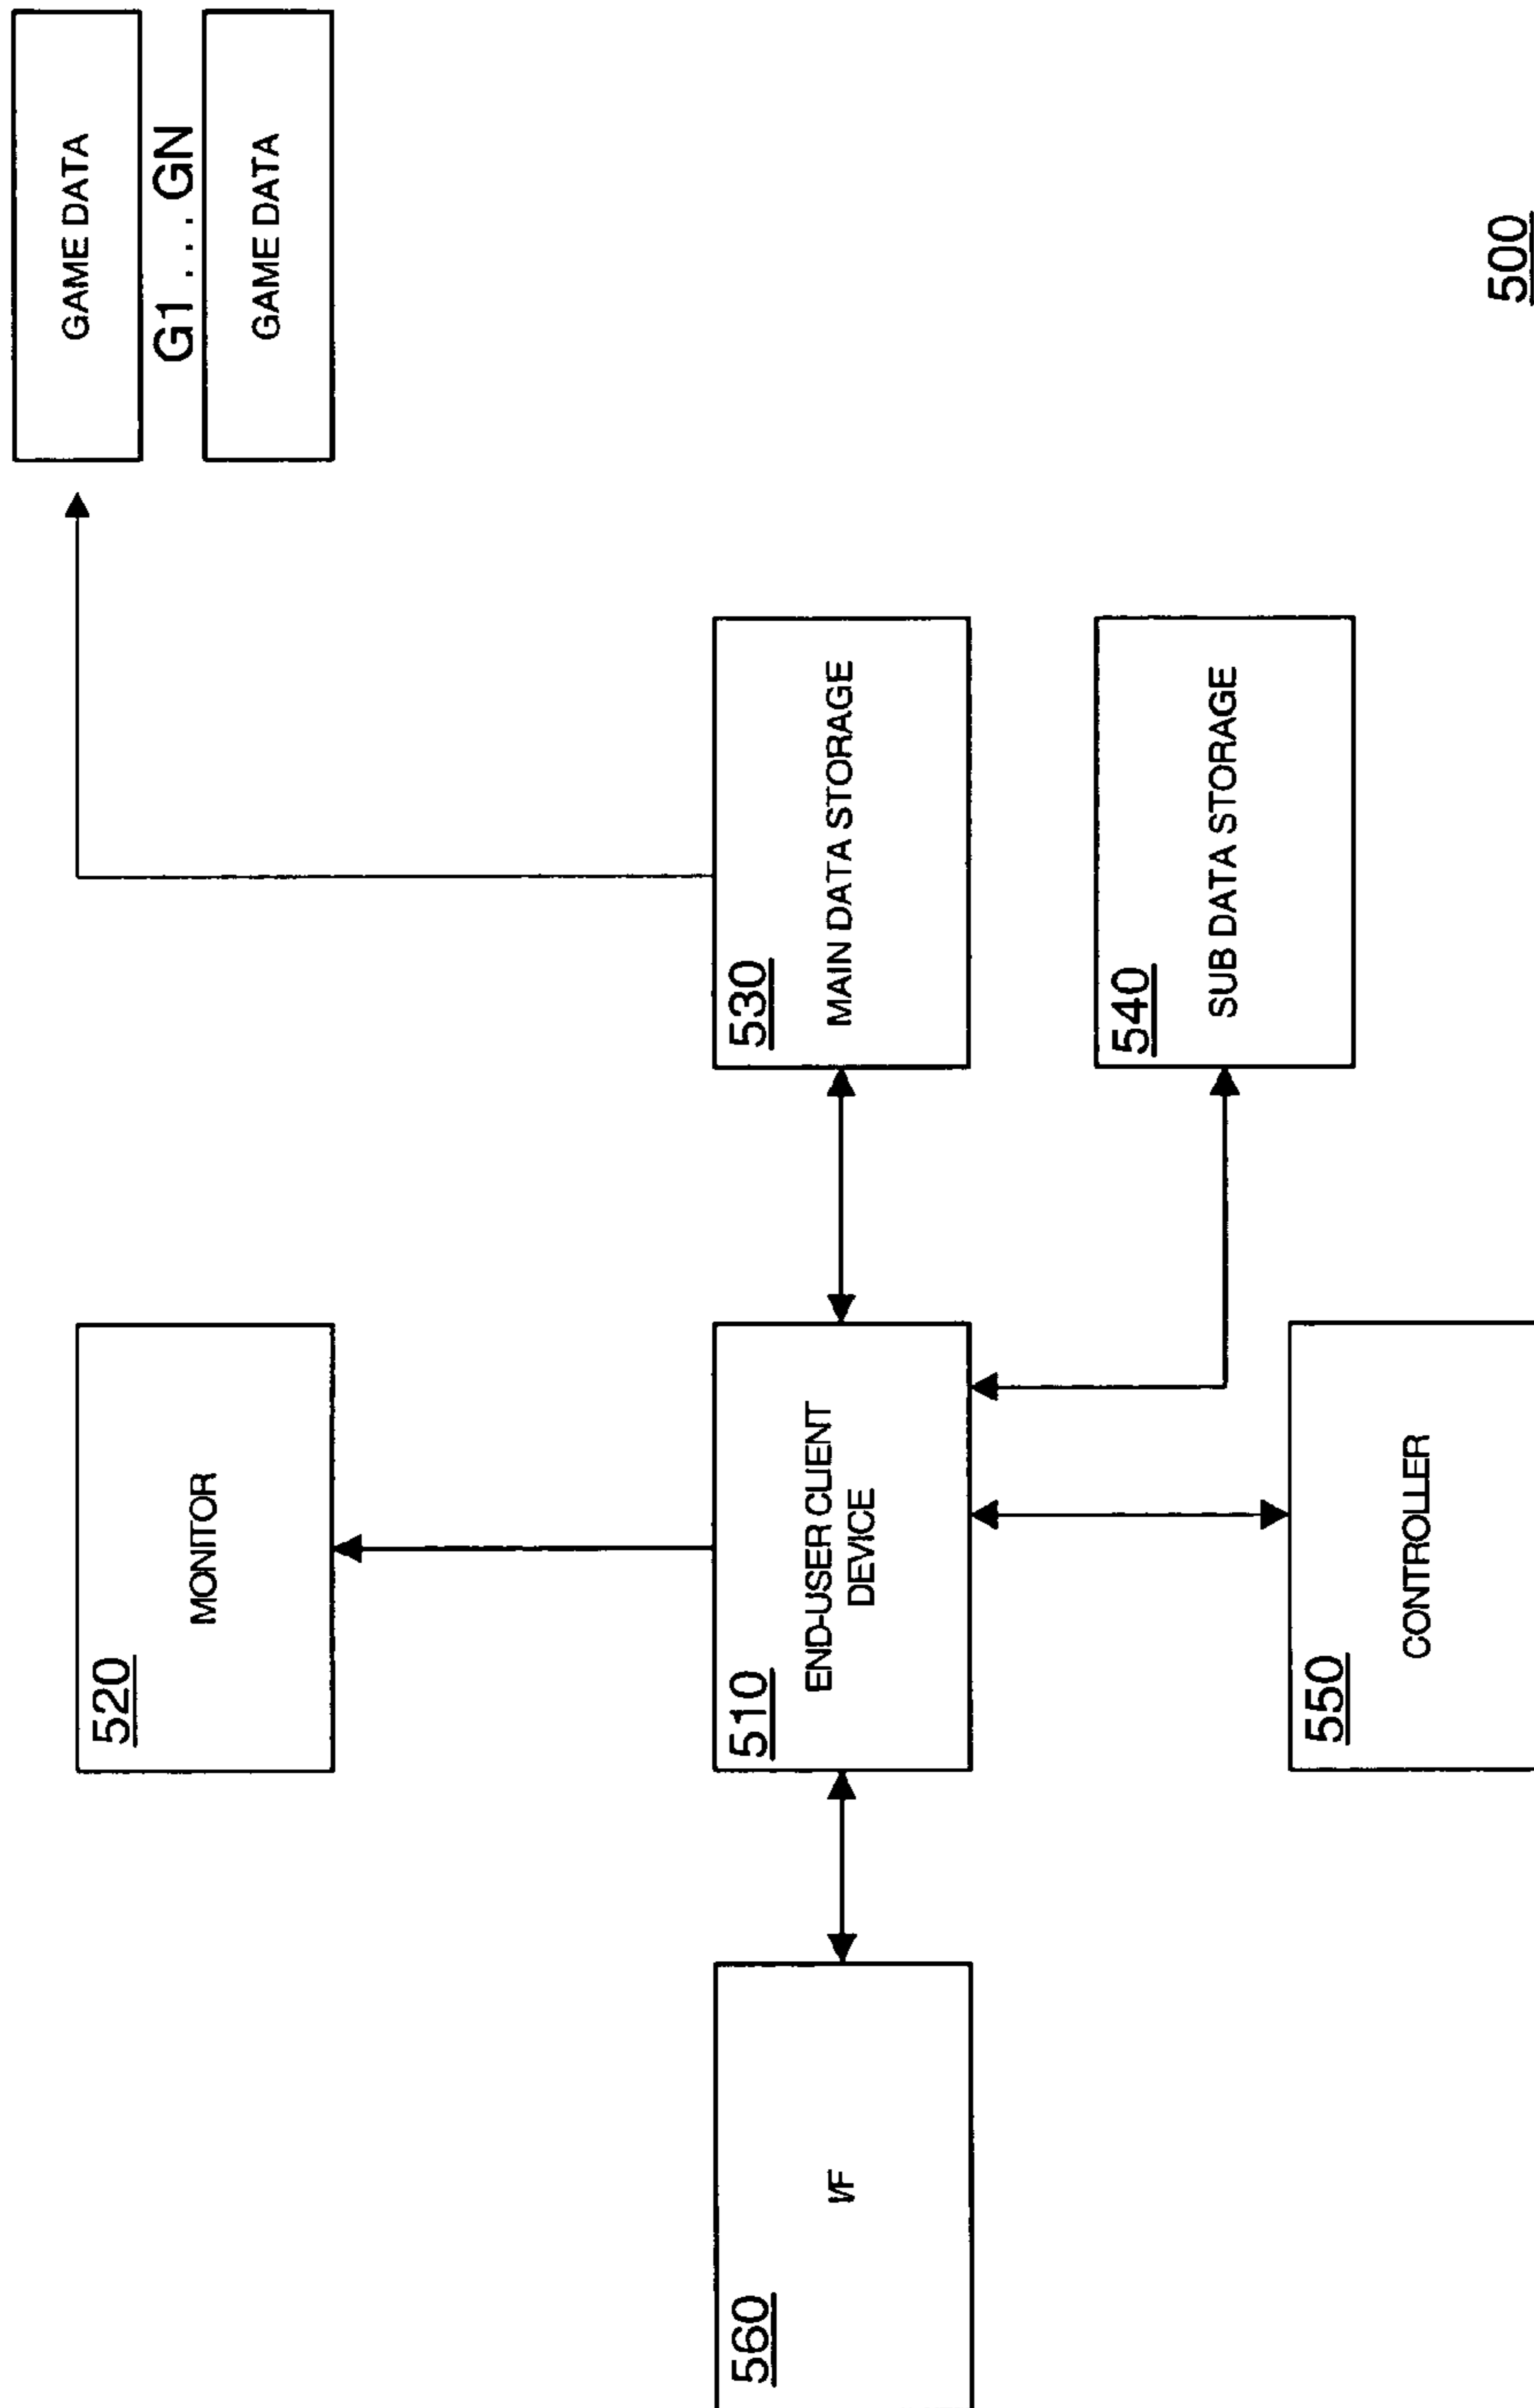 GAME DATA
G1 . . . GN
GAME DATA
520
MONITOR
530
MAIN DATA STORAGE
560
I/F
510
END-USER CLIENT
DEVICE
540
SUB DATA STORAGE
550
CONTROLLER
500